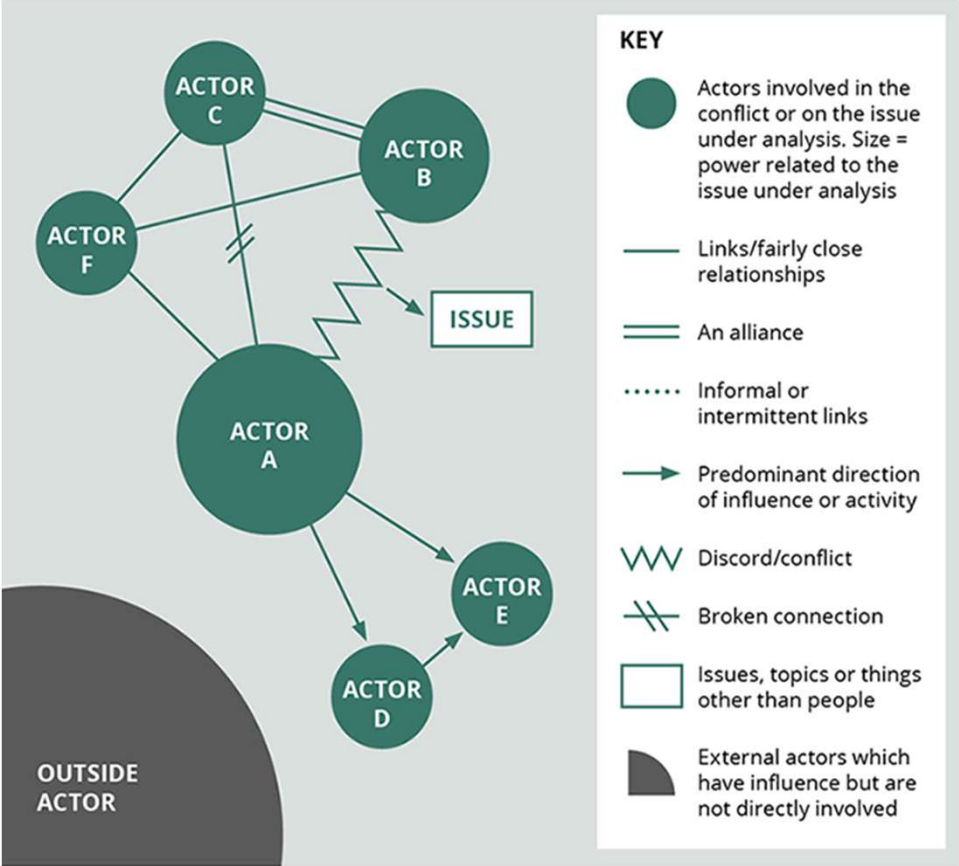 ACTOR
C
ACTOR
B
ACTOR
F
ISSUE
ACTOR
A
ACTOR
E
ACTOR
D
OUTSIDE
ACTOR
KEY
Actors involved in the
conflict or on the issue
under analysis. Size =
power related to the
issue under analysis
Links/fairly close
relationships
An alliance
Informal or
intermittent links
Predominant direction
of influence or activity
Discord/conflict
Broken connection
Issues, topics or things
other than people
External actors which
have influence but are
not directly involved